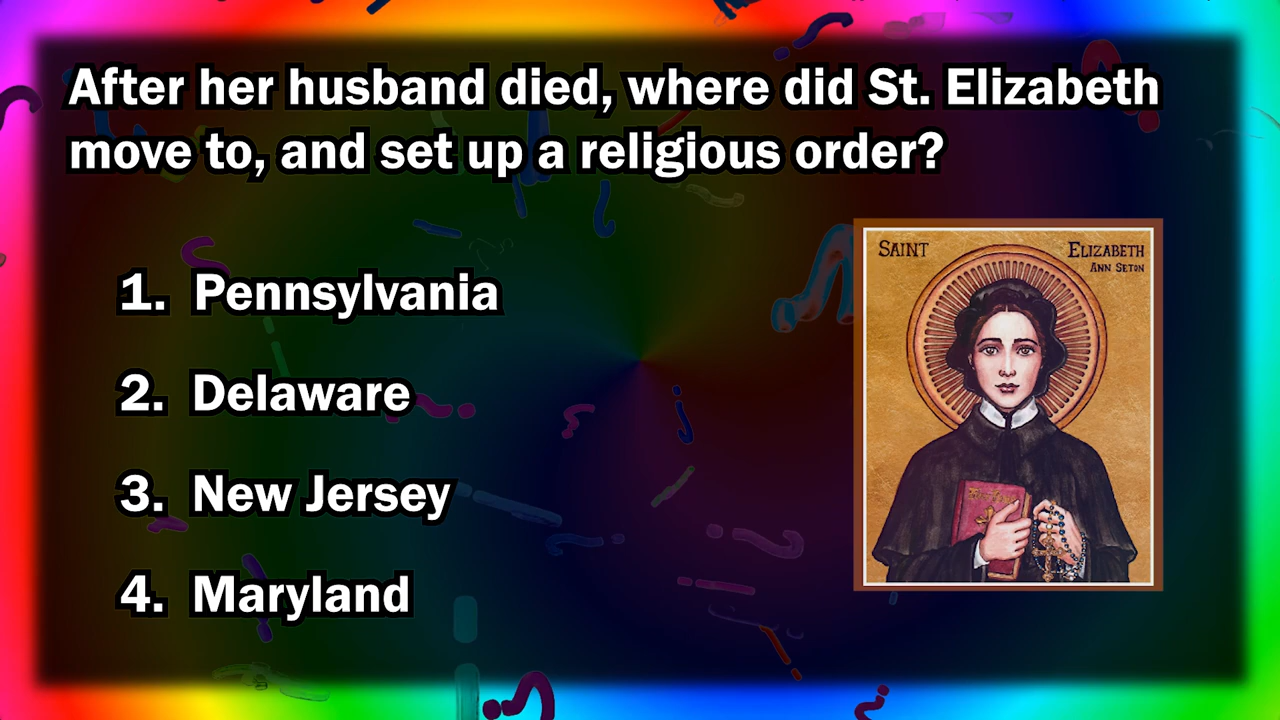 After her husband died, where did St. Elizabeth
move to, and set up a religious order?
1. Pennsylvania
2. Delaware
3. New Jersey
4. Maryland
SAINT
ELIZABETH
ANN SETON